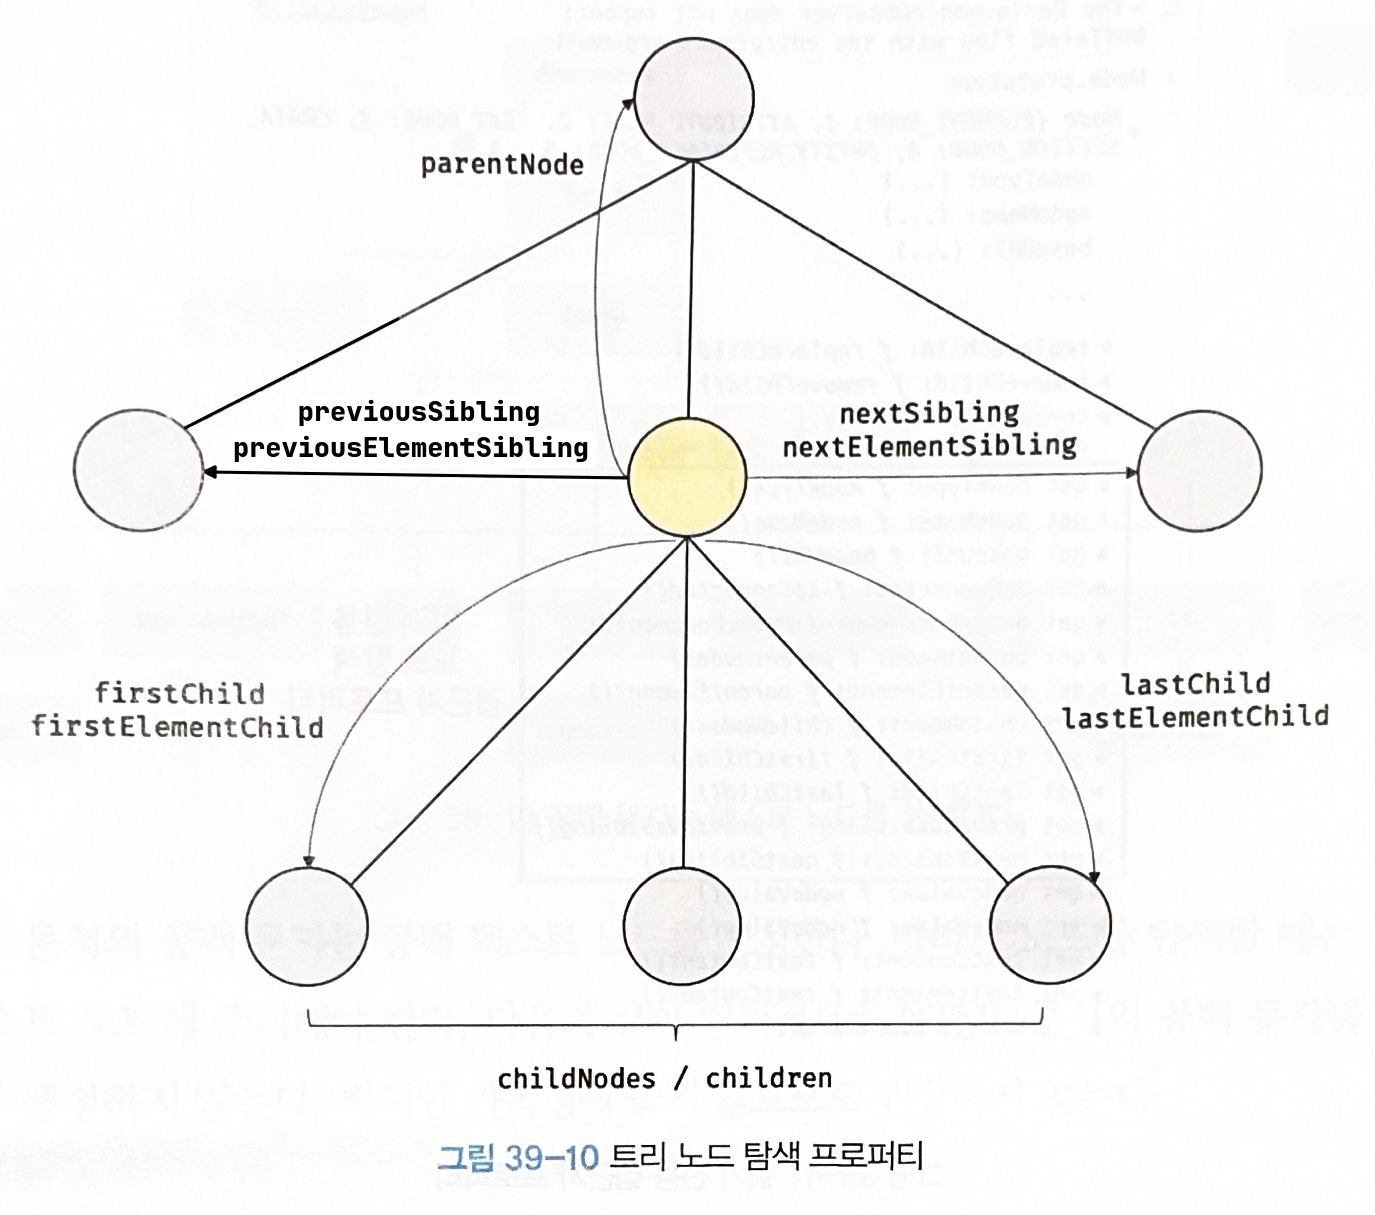 parentNode
previousSibling
previousElementSibling
nextSibling
nextElementSibling
firstChild
firstElementChild
lastChild
lastElementChild
childNodes / children
그림 39-10 트리 노드 탐색 프로퍼티